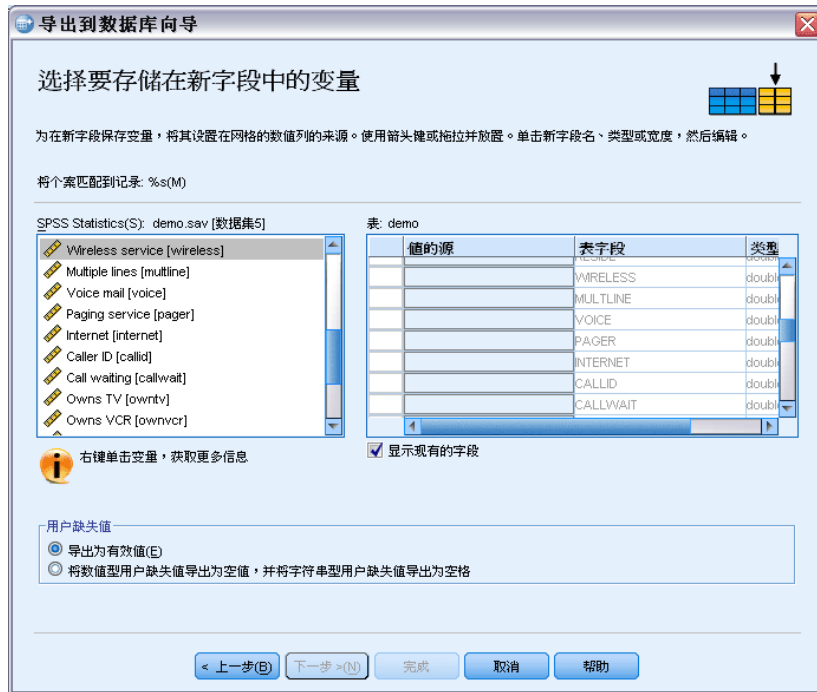 导出到数据库向导
选择要存储在新字段中的变量
为在新字段保存变量，将其设置在网格的数值列的来源。使用箭头键或拖拉并放置。单击新字段名、类型或宽度，然后编辑。
将个案匹配到记录: %s(M)
SPSS Statistics(S): demo.sav [数据集5]
Wireless service [wireless]
Multiple lines [multline]
Voice mail [voice]
Paging service [pager]
Internet [internet]
Caller ID [callid]
Call waiting [callwait]
Owns TV [owntv]
Owns VCR [ownvcr]
右键单击变量，获取更多信息
表: demo
值的源 表字段 类型
RESIDE double
WIRELESS doubl
MULTLINE doubl
VOICE doubl
PAGER doubl
INTERNET doubl
CALLID doubl
CALLWAIT doubl
显示现有的字段
用户缺失值
导出为有效值(E)
将数值型用户缺失值导出为空值，并将字符串型用户缺失值导出为空格
< 上一步(B) 下一步 >(N) 完成 取消 帮助